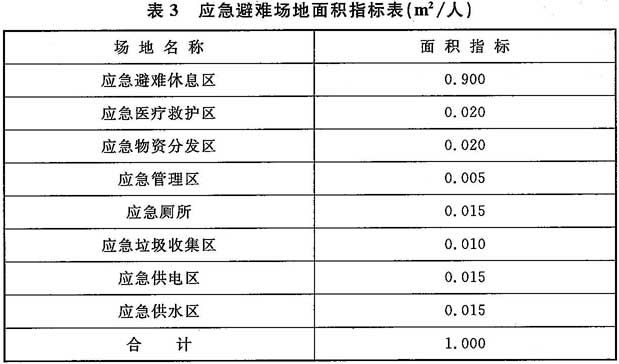 表 3 应急避难场地面积指标表(m²/人)
场 地 名 称 面 积 指 标
应急避难休息区 0.900
应急医疗救护区 0.020
应急物资分发区 0.020
应急管理区 0.005
应急厕所 0.015
应急垃圾收集区 0.010
应急供电区 0.015
应急供水区 0.015
合 计 1.000